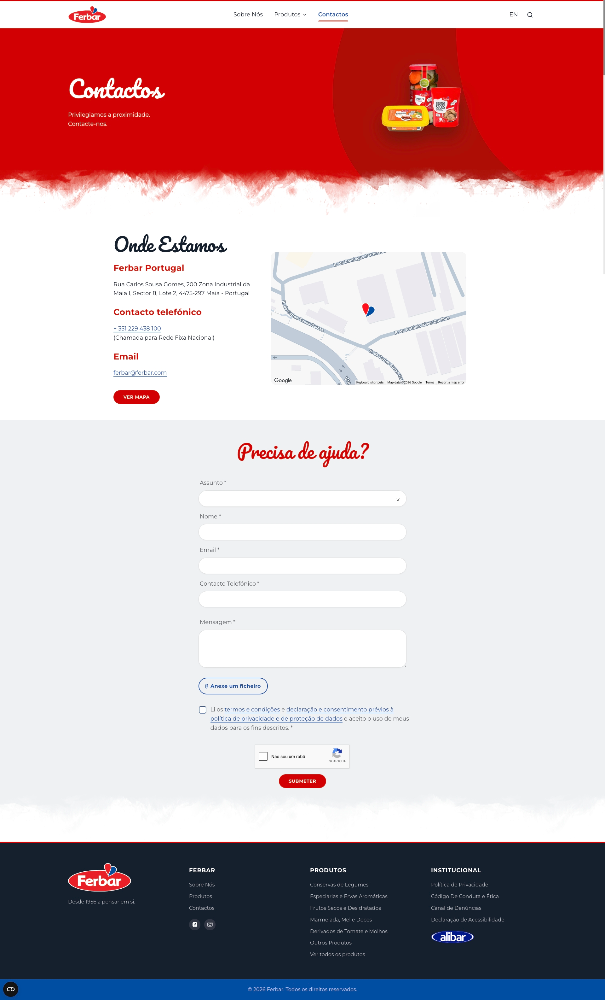 Ferbar
Sobre Nós
Produtos
Contactos
EN
Contactos
Privilegiamos a proximidade.
Contacte-nos.
Ferbar
PICKLES
Ferbar
FRUTOS
SECOS
Onde Estamos
Ferbar Portugal
Rua Carlos Sousa Gomes, 200 Zona Industrial da
Maia I, Sector 8, Lote 2, 4475-297 Maia - Portugal
Contacto telefónico
+ 351 229 438 100
(Chamada para Rede Fixa Nacional)
Email
ferbar@ferbar.com
VER MAPA
R. de Domingos Ferreira
R. de Carlos Sousa Gomes
R. de António Alves Quelhas
R. de Carlos Sousa Go
Via
Google
Keyboard shortcuts
Map data ©2026 Google
Terms
Report a map error
Precisa de ajuda?
Assunto *
Nome *
Email *
Contacto Telefónico *
Mensagem *
Anexe um ficheiro
Li os termos e condições e declaração e consentimento prévios à
política de privacidade e de proteção de dados e aceito o uso de meus
dados para os fins descritos. *
Não sou um robô
reCAPTCHA
SUBMETER
Ferbar
Desde 1956 a pensar em si.
FERBAR
Sobre Nós
Produtos
Contactos
PRODUTOS
Conservas de Legumes
Especiarias e Ervas Aromáticas
Frutos Secos e Desidratados
Marmelada, Mel e Doces
Derivados de Tomate e Molhos
Outros Produtos
Ver todos os produtos
INSTITUCIONAL
Política de Privacidade
Código De Conduta e Ética
Canal de Denúncias
Declaração de Acessibilidade
alibar
© 2026 Ferbar. Todos os direitos reservados.